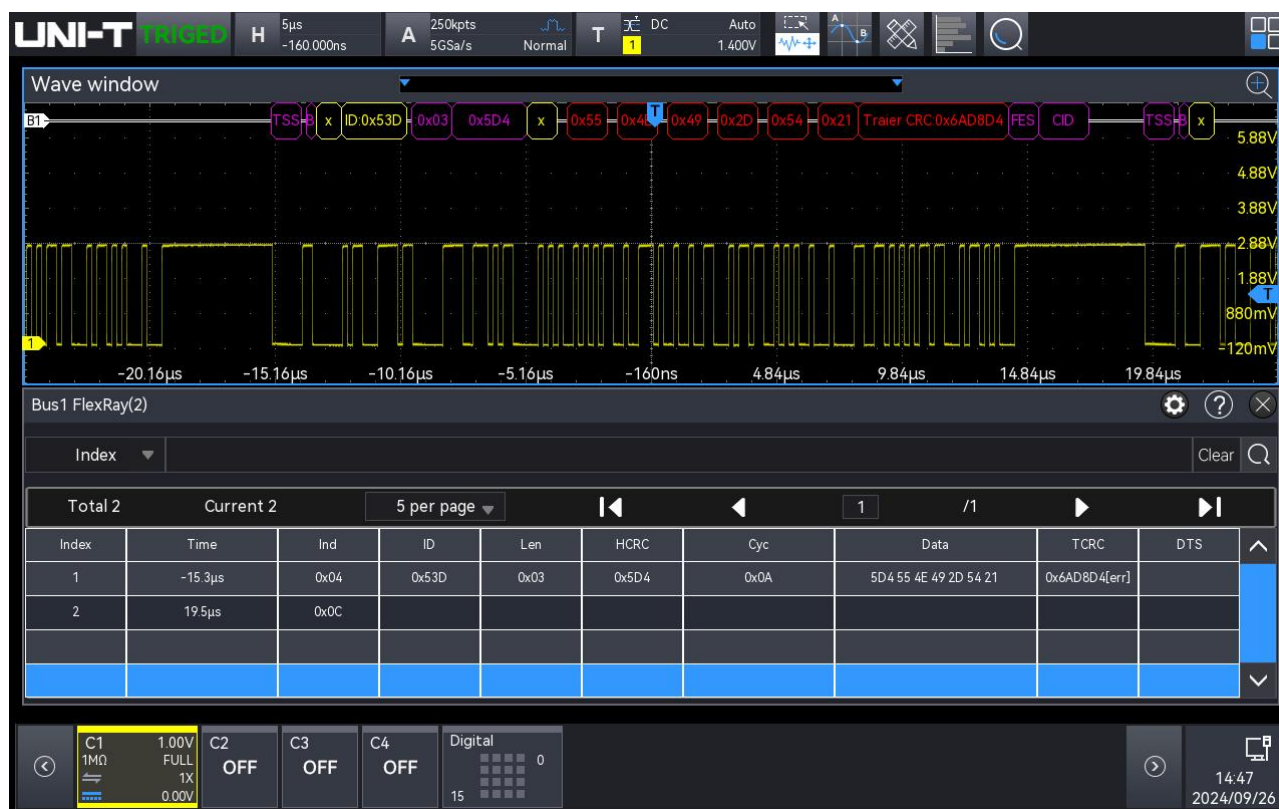 UNI-T TRIGED H 5µs -160.000ns A 250kpts 5GSa/s Normal T DC 1 Auto 1.400V A B
Wave window
B1 TSS B x ID:0x53D 0x03 0x5D4 x 0x55 T 0x49 0x2D 0x54 0x21 Traier CRC:0x6AD8D4 FES CID TSS B x
5.88V
4.88V
3.88V
2.88V
1.88V
T
880mV
1
-120mV
-20.16µs -15.16µs -10.16µs -5.16µs -160ns 4.84µs 9.84µs 14.84µs 19.84µs
Bus1 FlexRay(2)
Index Clear
Total 2 Current 2 5 per page 1 /1
Index Time Ind ID Len HCRC Cyc Data TCRC DTS
1 -15.3µs 0x04 0x53D 0x03 0x5D4 0x0A 5D4 55 4E 49 2D 54 21 0x6AD8D4[err]
2 19.5µs 0x0C
C1 1.00V C2 C3 C4 Digital
1MΩ FULL OFF OFF OFF 0
1X
0.00V 15
14:47
2024/09/26